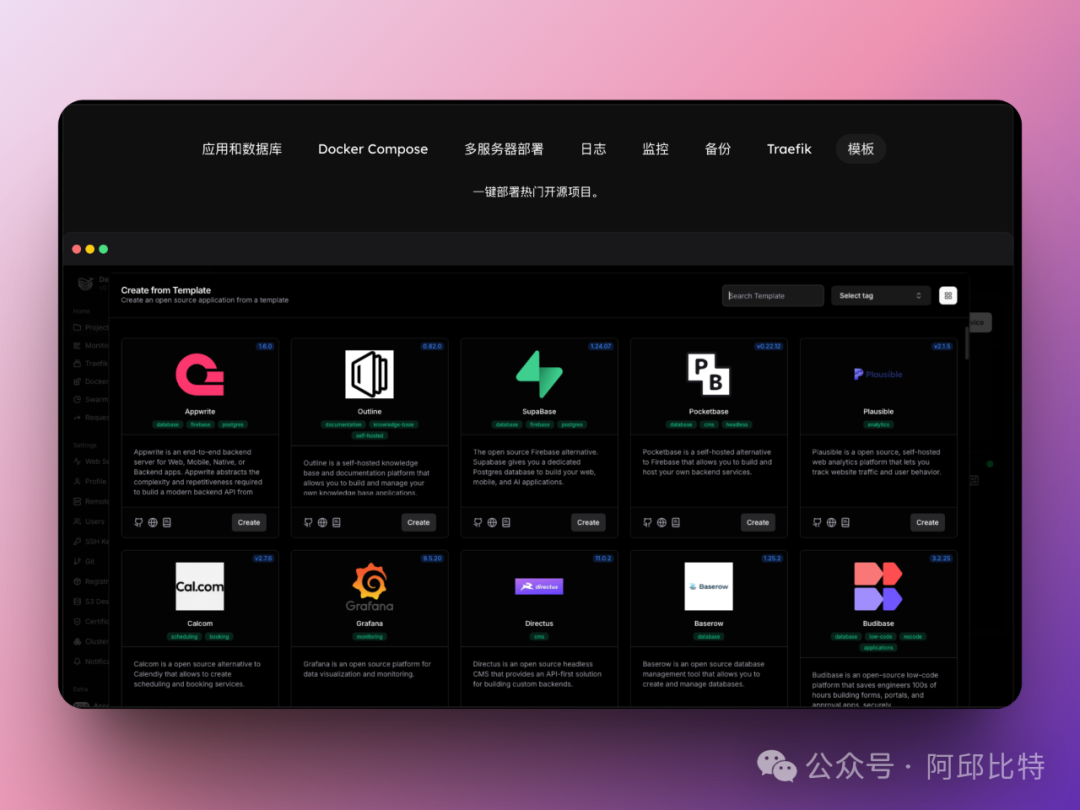 应用和数据库
Docker Compose
多服务器部署
日志
监控
备份
Traefik
模板
一键部署热门开源项目。
Create from Template
Create an open source application from a template
Search Template
Select tag
Home
Settings
Profile
Users
Git
Extra
1.6.0
Appwrite
database
firebase
postgres
Appwrite is an end-to-end backend
server for Web, Mobile, Native, or
Backend apps. Appwrite abstracts the
complexity and repetitiveness required
to build a modern backend API from
Create
0.82.0
Outline
documentation
knowledge-base
self-hosted
Outline is a self-hosted knowledge
base and documentation platform that
allows you to build and manage your
own knowledge base applications.
Create
1.24.07
SupaBase
database
firebase
postgres
The open source Firebase alternative.
Supabase gives you a dedicated
Postgres database to build your web,
mobile, and AI applications.
Create
v0.22.12
P
B
Pocketbase
database
cms
headless
Pocketbase is a self-hosted alternative
to Firebase that allows you to build and
host your own backend services.
Create
v2.1.5
Plausible
Plausible
analytics
Plausible is a open source, self-hosted
web analytics platform that lets you
track website traffic and user behavior.
Create
v2.7.6
Cal.com
Calcom
scheduling
booking
Calcom is a open source alternative to
Calendly that allows to create
scheduling and booking services.
9.5.20
Grafana
Grafana
monitoring
Grafana is an open source platform for
data visualization and monitoring.
11.0.2
directus
Directus
cms
Directus is an open source headless
CMS that provides an API-first solution
for building custom backends.
1.25.2
Baserow
Baserow
database
Baserow is an open source database
management tool that allows you to
create and manage databases.
3.2.25
Budibase
database
low-code
nocode
applications
Budibase is an open-source low-code
platform that saves engineers 100s of
hours building forms, portals, and
approval apps, securely.
公众号 · 阿邱比特